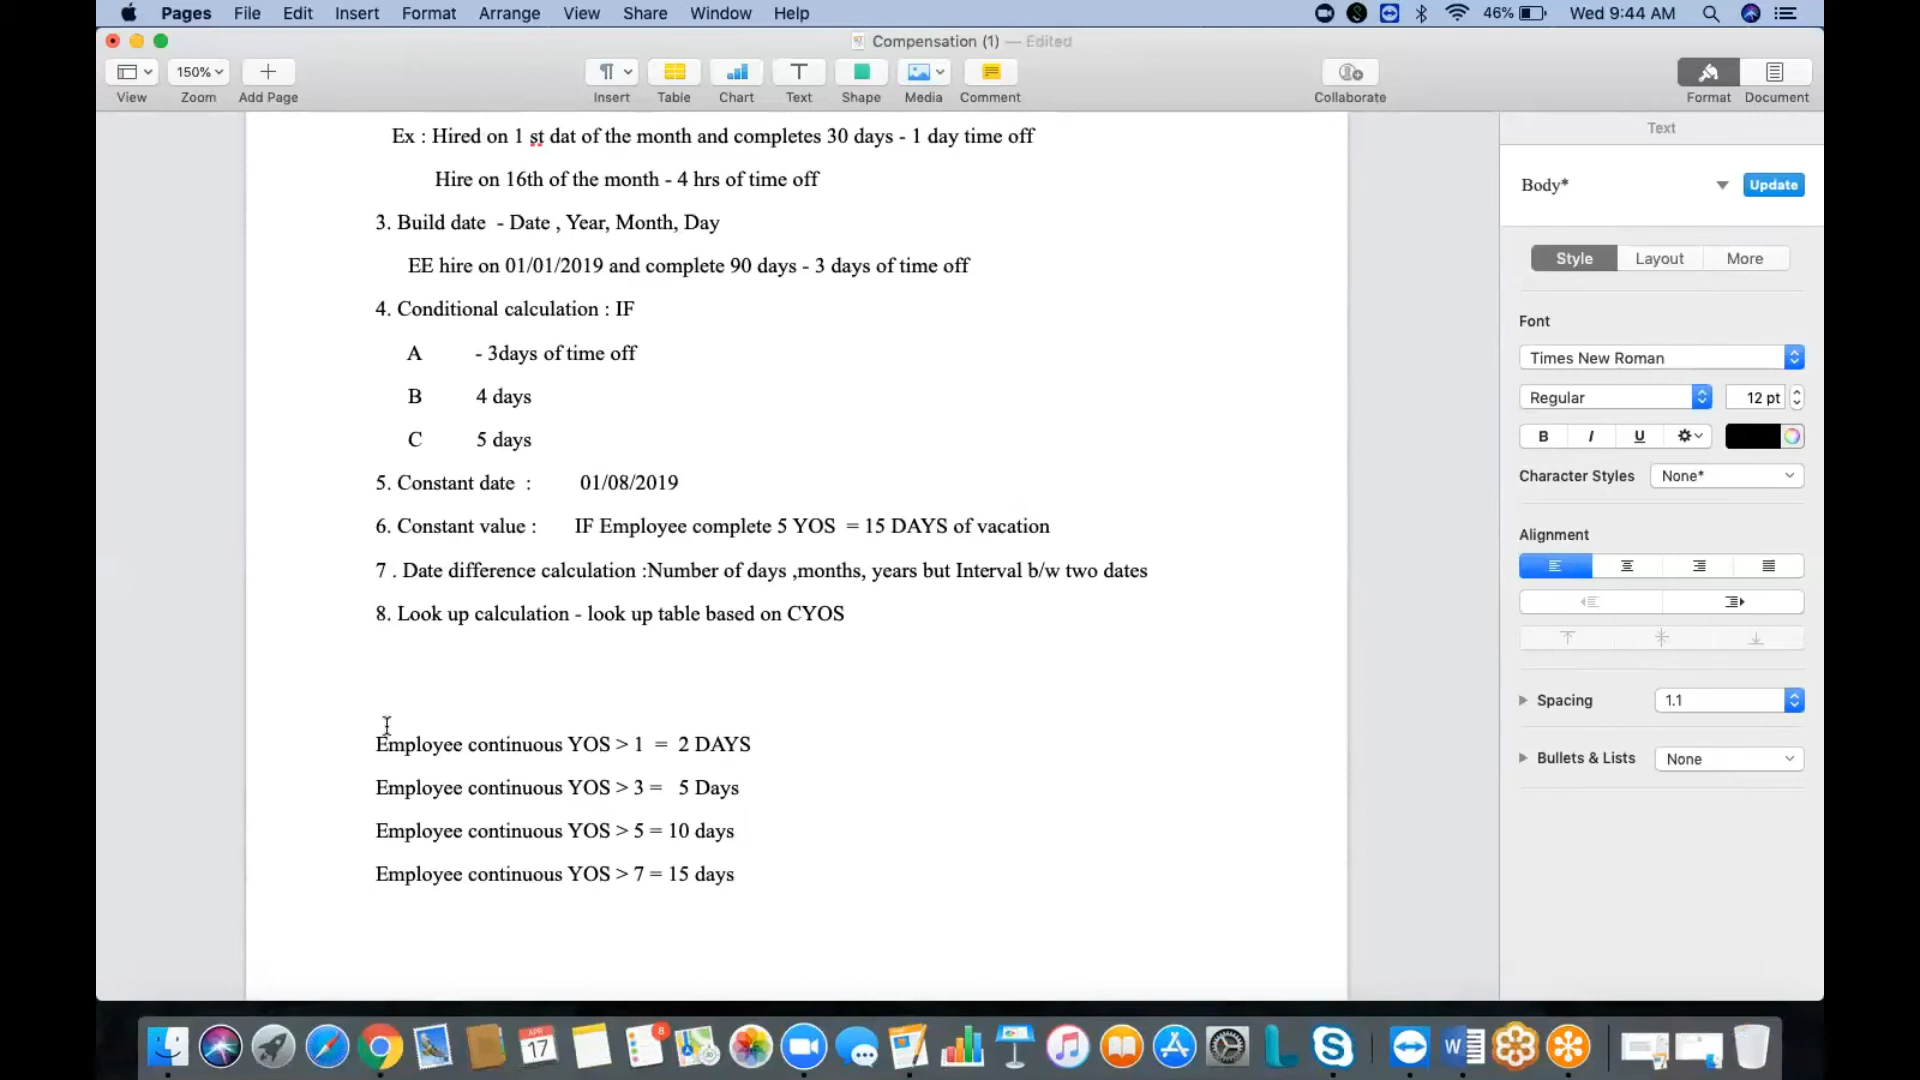 Pages File Edit Insert Format Arrange View Share Window Help 46% Wed 9:44 AM
Compensation (1) — Edited
150%
View Zoom Add Page Insert Table Chart Text Shape Media Comment Collaborate Format Document
Ex : Hired on 1 st dat of the month and completes 30 days - 1 day time off
Hire on 16th of the month - 4 hrs of time off
3. Build date - Date , Year, Month, Day
EE hire on 01/01/2019 and complete 90 days - 3 days of time off
4. Conditional calculation : IF
A - 3days of time off
B 4 days
C 5 days
5. Constant date : 01/08/2019
6. Constant value : IF Employee complete 5 YOS = 15 DAYS of vacation
7 . Date difference calculation :Number of days ,months, years but Interval b/w two dates
8. Look up calculation - look up table based on CYOS
Employee continuous YOS > 1 = 2 DAYS
Employee continuous YOS > 3 = 5 Days
Employee continuous YOS > 5 = 10 days
Employee continuous YOS > 7 = 15 days
Text
Body* Update
Style Layout More
Font
Times New Roman
Regular 12 pt
B I U
Character Styles None*
Alignment
Spacing 1.1
Bullets & Lists None
APR
17
8
W